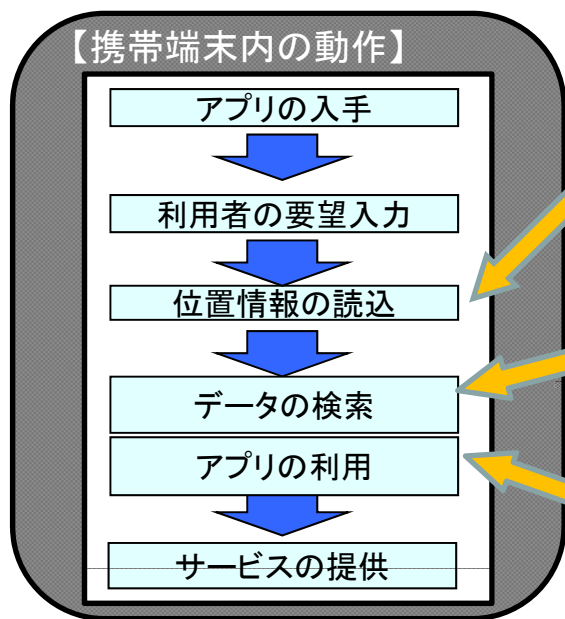 【携帯端末内の動作】
アプリの入手
利用者の要望入力
位置情報の読込
データの検索
アプリの利用
サービスの提供